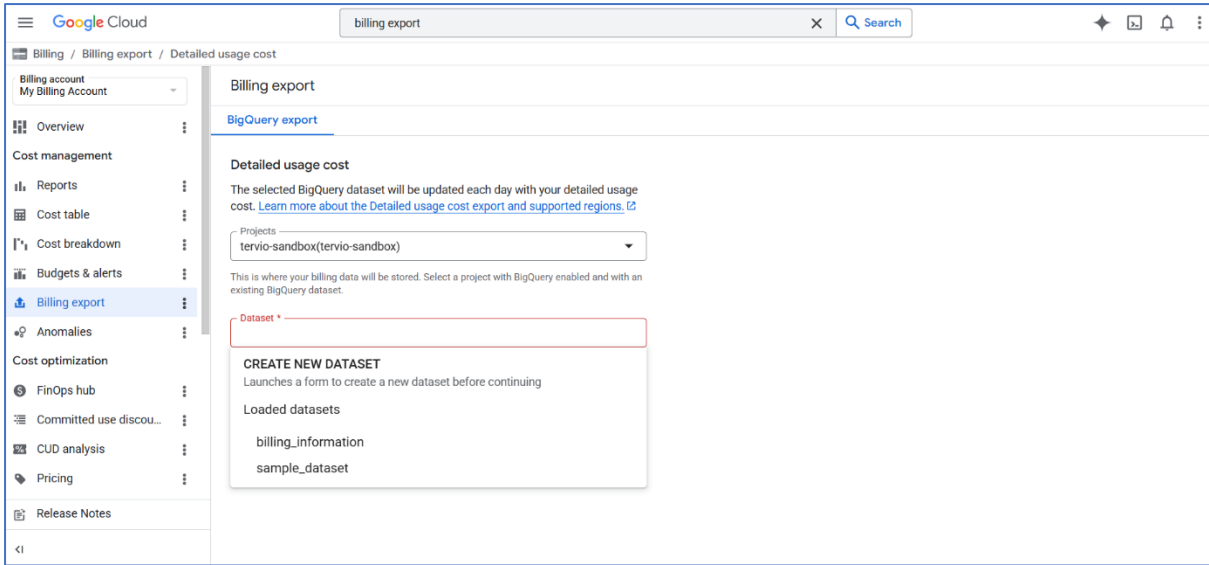 Google Cloud
billing export
Search
Billing / Billing export / Detailed usage cost
Billing account
My Billing Account
Overview
Cost management
Reports
Cost table
Cost breakdown
Budgets & alerts
Billing export
Anomalies
Cost optimization
FinOps hub
Committed use discou...
CUD analysis
Pricing
Release Notes
Billing export
BigQuery export
Detailed usage cost
The selected BigQuery dataset will be updated each day with your detailed usage
cost. Learn more about the Detailed usage cost export and supported regions.
Projects
tervio-sandbox(tervio-sandbox)
This is where your billing data will be stored. Select a project with BigQuery enabled and with an
existing BigQuery dataset.
Dataset *
CREATE NEW DATASET
Launches a form to create a new dataset before continuing
Loaded datasets
billing_information
sample_dataset